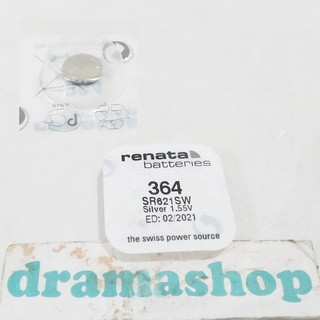 renata
batteries
364
SR621SW
Silver 1.55V
ED: 02/2021
the swiss power source
dramashop